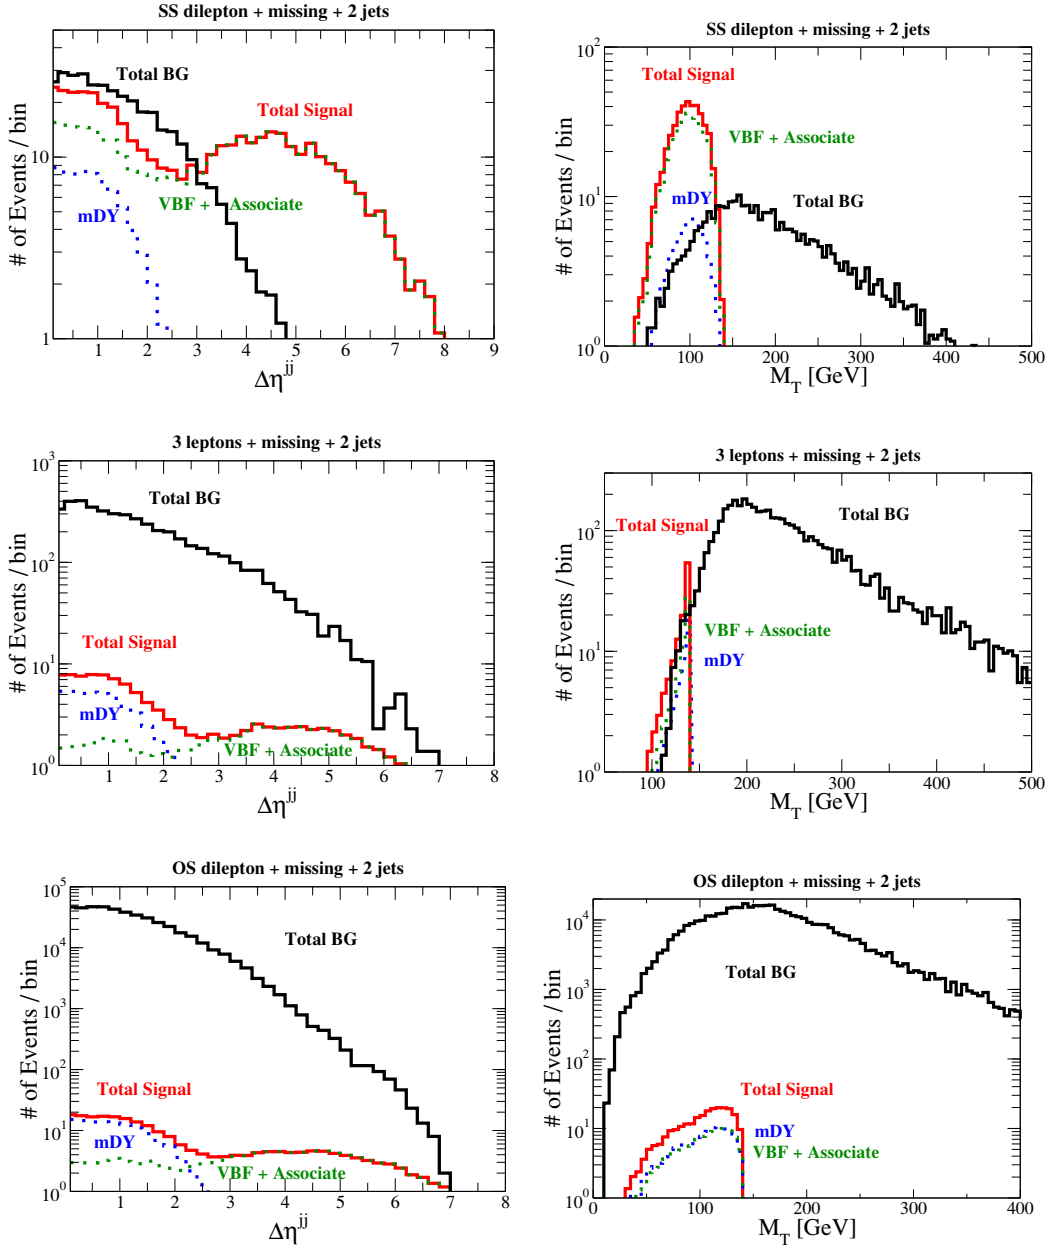 SS dilepton + missing + 2 jets
Total BG
Total Signal
VBF + Associate
mDY
# of Events / bin
10
1
1 2 3 4 5 6 7 8 9
Δη^jj
SS dilepton + missing + 2 jets
Total Signal
VBF + Associate
mDY
Total BG
# of Events / bin
10^2
10^1
10^0
0 100 200 300 400 500
M_T [GeV]
3 leptons + missing + 2 jets
Total BG
Total Signal
mDY
VBF + Associate
# of Events / bin
10^3
10^2
10^1
10^0
1 2 3 4 5 6 7 8
Δη^jj
3 leptons + missing + 2 jets
Total Signal
Total BG
VBF + Associate
mDY
# of Events / bin
10^2
10^1
10^0
100 200 300 400 500
M_T [GeV]
OS dilepton + missing + 2 jets
Total BG
Total Signal
mDY
VBF + Associate
# of Events / bin
10^5
10^4
10^3
10^2
10^1
10^0
1 2 3 4 5 6 7 8
Δη^jj
OS dilepton + missing + 2 jets
Total BG
Total Signal
mDY
VBF + Associate
# of Events / bin
10^4
10^3
10^2
10^1
10^0
0 100 200 300 400
M_T [GeV]